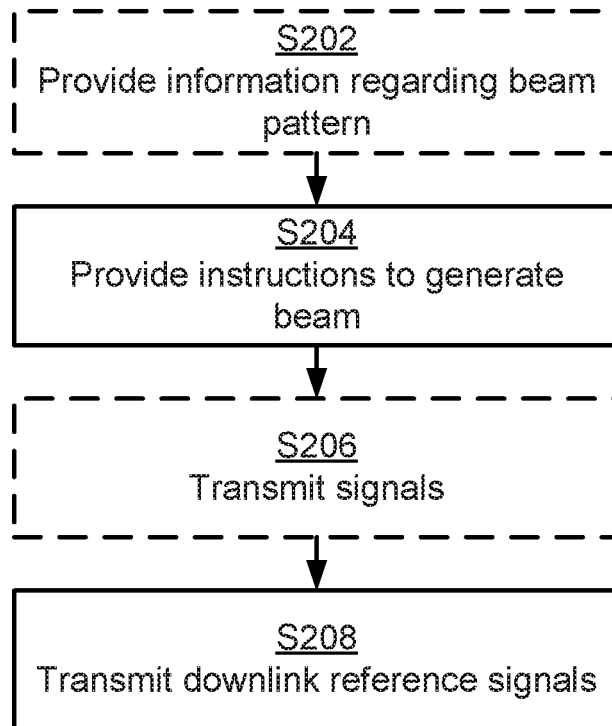 S202
Provide information regarding beam
pattern
S204
Provide instructions to generate
beam
S206
Transmit signals
S208
Transmit downlink reference signals